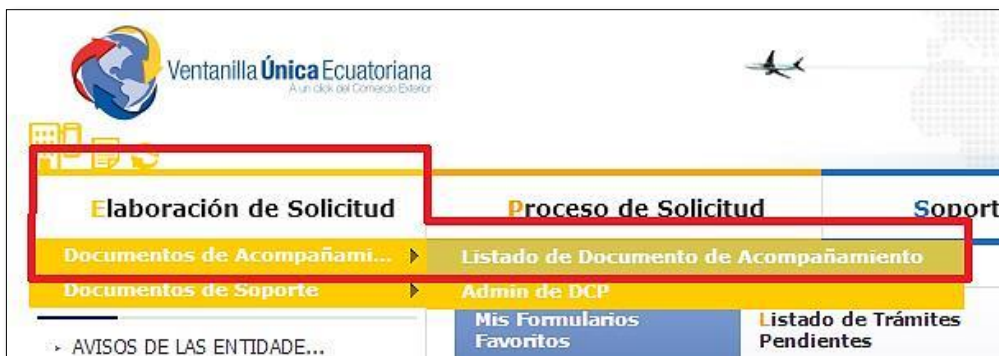 Ventanilla Única Ecuatoriana
A un click del Comercio Exterior
Elaboración de Solicitud
Proceso de Solicitud
Soport
Documentos de Acompañami...
Listado de Documento de Acompañamiento
Documentos de Soporte
Admin de DCP
Mis Formularios
Favoritos
Listado de Trámites
Pendientes
AVISOS DE LAS ENTIDADE...